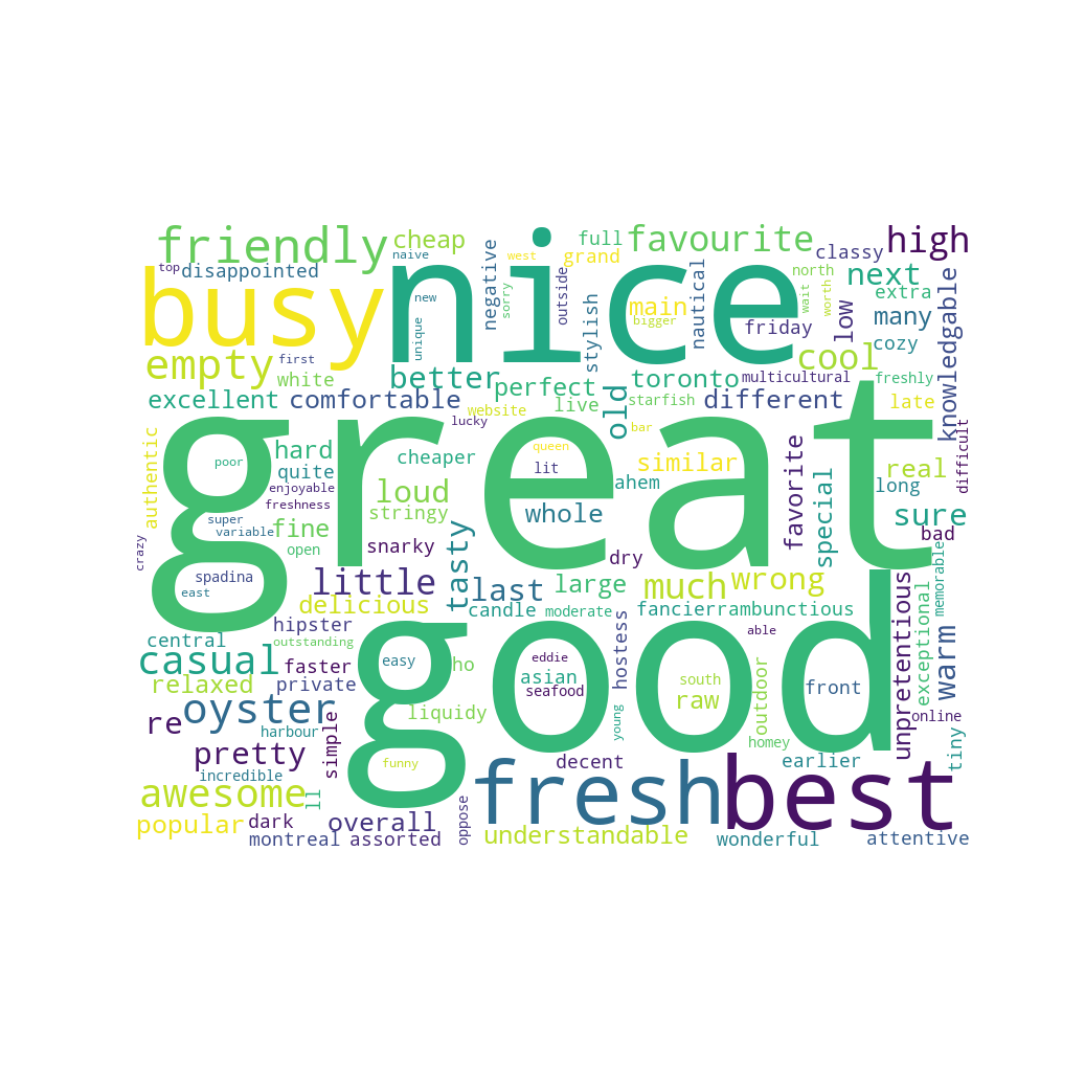 friendly
cheap
naive
west
full
favourite
classy
high
top
disappointed
busy
nice
negative
sorry
grand
outside
nautical
north
next
knowledgable
new
unique
stylish
main
bigger
friday
low
wait
worth
extra
many
cozy
empty
first
white
better
perfect
live
old
toronto
starfish
multicultural
cool
freshly
excellent
comfortable
website
lucky
different
late
great
authentic
hard
quite
poor
enjoyable
freshness
cheaper
loud
stringy
queen
lit
bar
ahem
similar
favorite
special
real
long
difficult
super
variable
fine
open
snarky
tasty
whole
dry
sure
bad
crazy
spadina
east
little
last
large
much
wrong
memorable
delicious
candle
moderate
fancier
rambunctious
hipster
central
outstanding
good
able
unpretentious
exceptional
warm
casual
faster
easy
ho
eddie
asian
seafood
hostess
south
raw
outdoor
front
relaxed
private
oyster
liquidy
young
online
re
harbour
simple
homey
tiny
pretty
funny
decent
earlier
incredible
awesome
ll
fresh
best
popular
dark
overall
oppose
understandable
montreal
assorted
wonderful
attentive